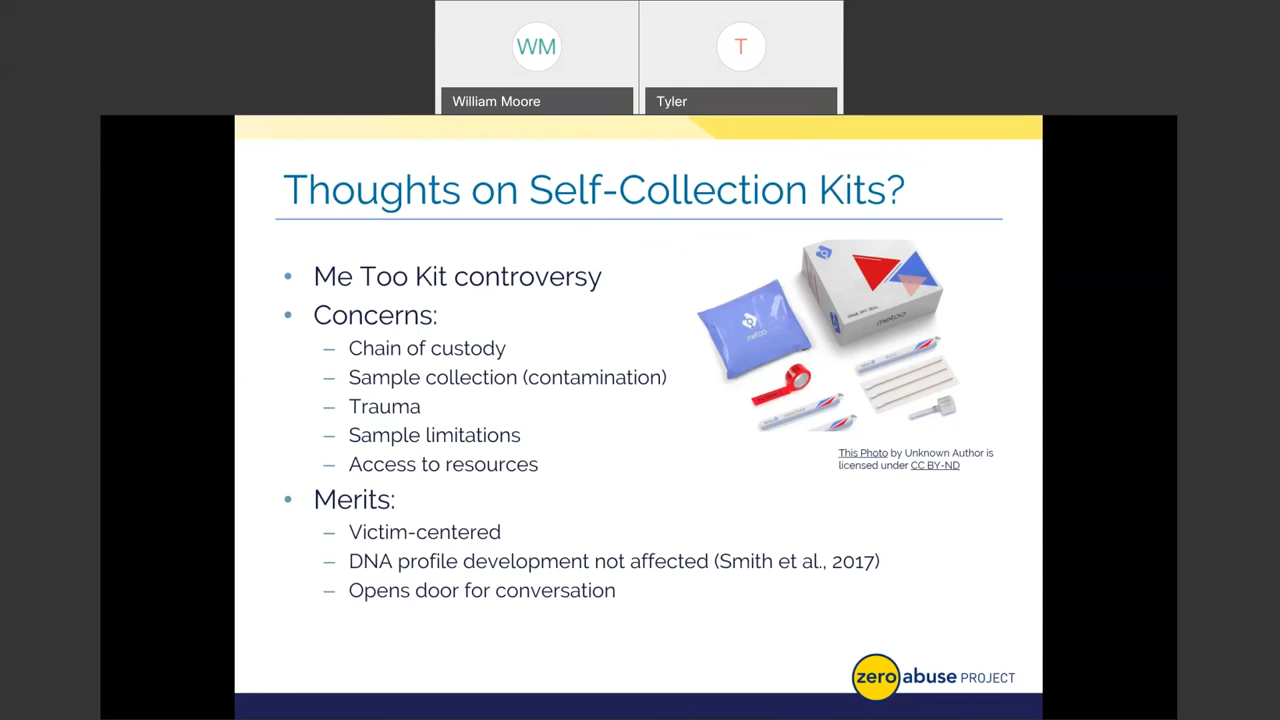 WM
T
William Moore
Tyler
Thoughts on Self-Collection Kits?
• Me Too Kit controversy
• Concerns:
– Chain of custody
– Sample collection (contamination)
– Trauma
– Sample limitations
– Access to resources
• Merits:
– Victim-centered
– DNA profile development not affected (Smith et al., 2017)
– Opens door for conversation
metoo
metoo
This Photo by Unknown Author is
licensed under CC BY-ND
zero abuse PROJECT